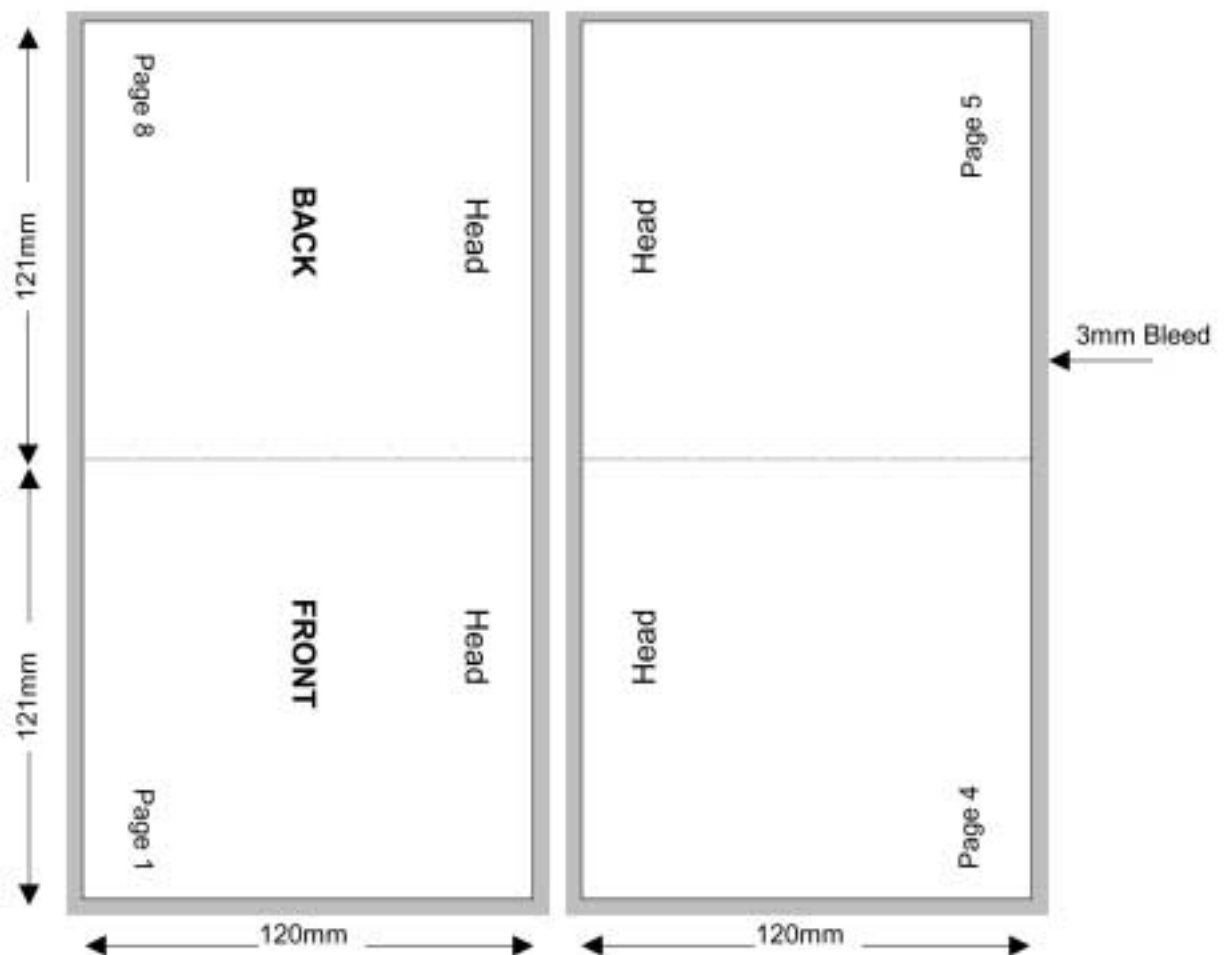 Page 8
BACK
Head
Head
Page 5
121mm
3mm Bleed
FRONT
Head
Head
121mm
Page 1
Page 4
120mm
120mm